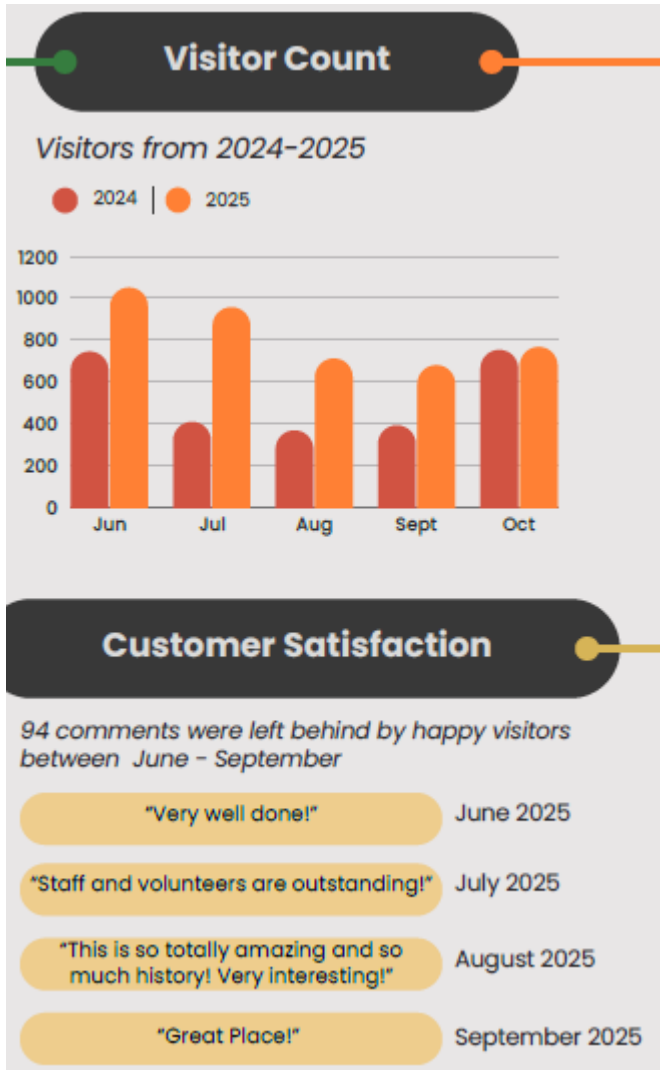 Visitor Count
Visitors from 2024-2025
2024 | 2025
1200
1000
800
600
400
200
0
Jun Jul Aug Sept Oct
Customer Satisfaction
94 comments were left behind by happy visitors
between June - September
“Very well done!” June 2025
“Staff and volunteers are outstanding!” July 2025
“This is so totally amazing and so
much history! Very interesting!” August 2025
“Great Place!” September 2025